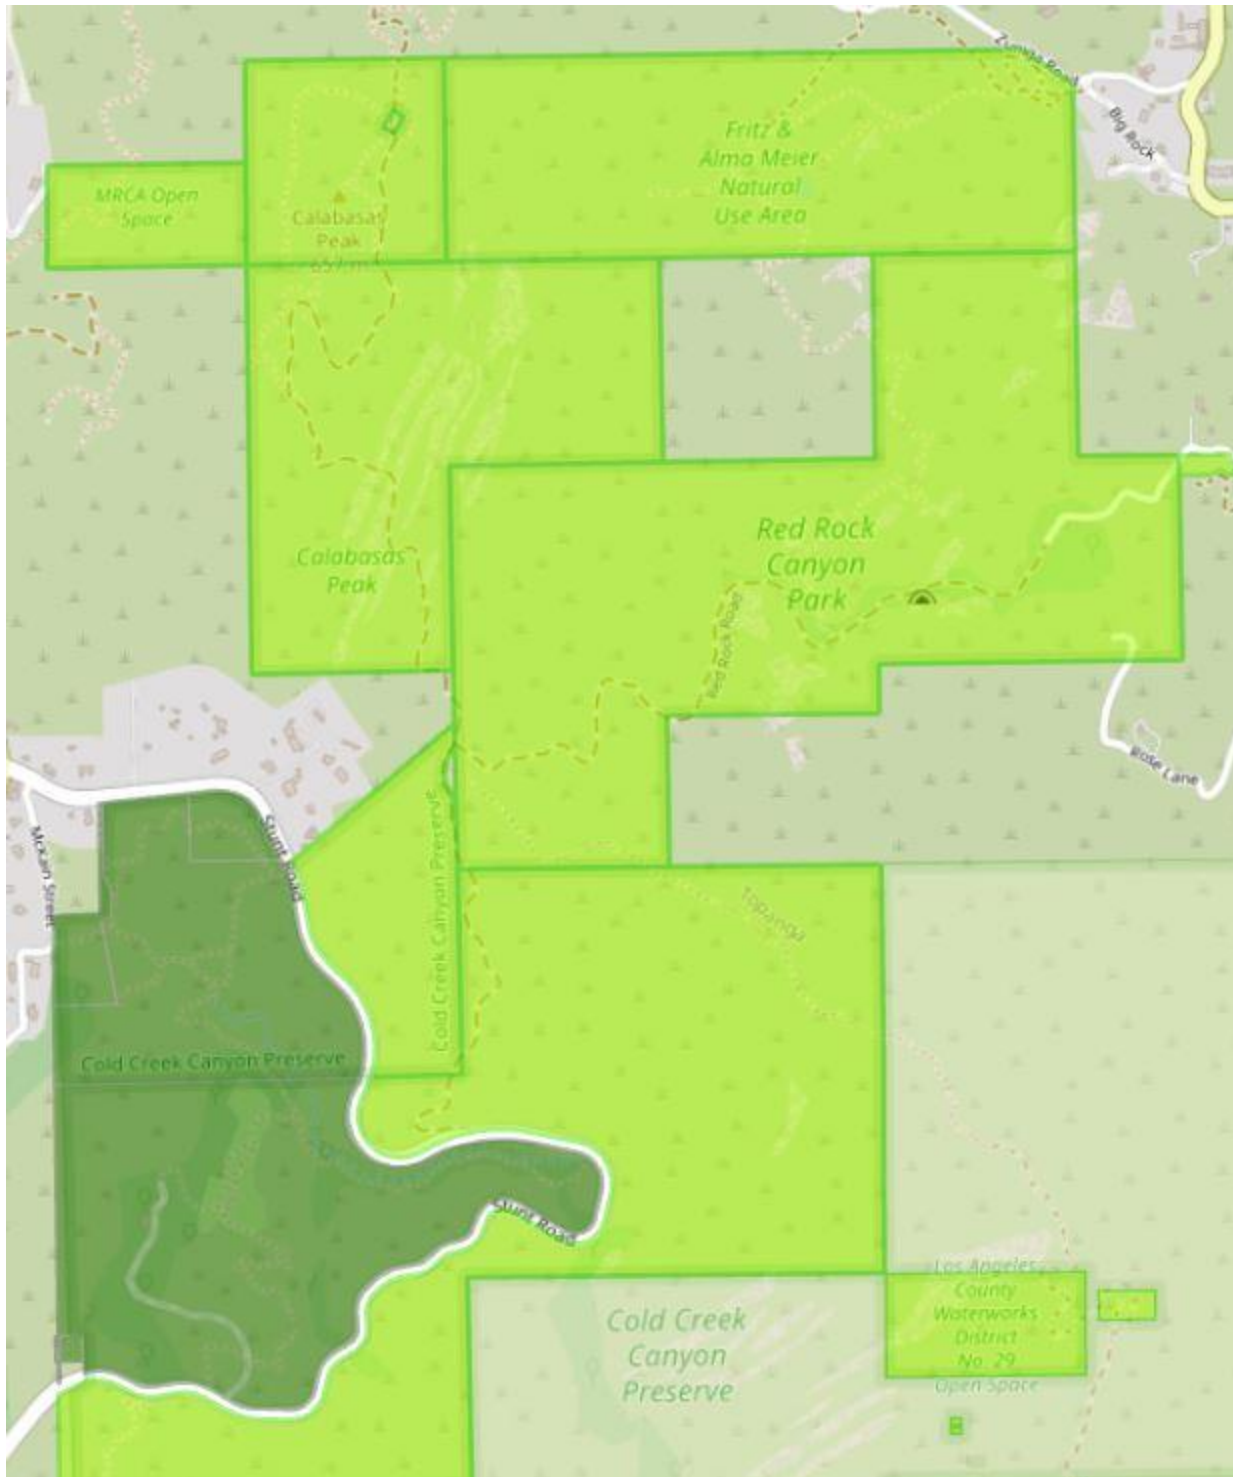 Zuniga Road
Big Rock
Fritz &
Alma Meier
Natural
Use Area
MRCA Open
Space
Calabasas
Peak
657 m
Red Rock
Canyon
Park
Calabasas
Peak
Red Rock Road
Rose Lane
Stunt Road
McKain Street
Cold Creek Canyon Preserve
Topanga
Cold Creek Canyon Preserve
Stunt Road
Los Angeles
County
Waterworks
District
No. 29
Open Space
Cold Creek
Canyon
Preserve